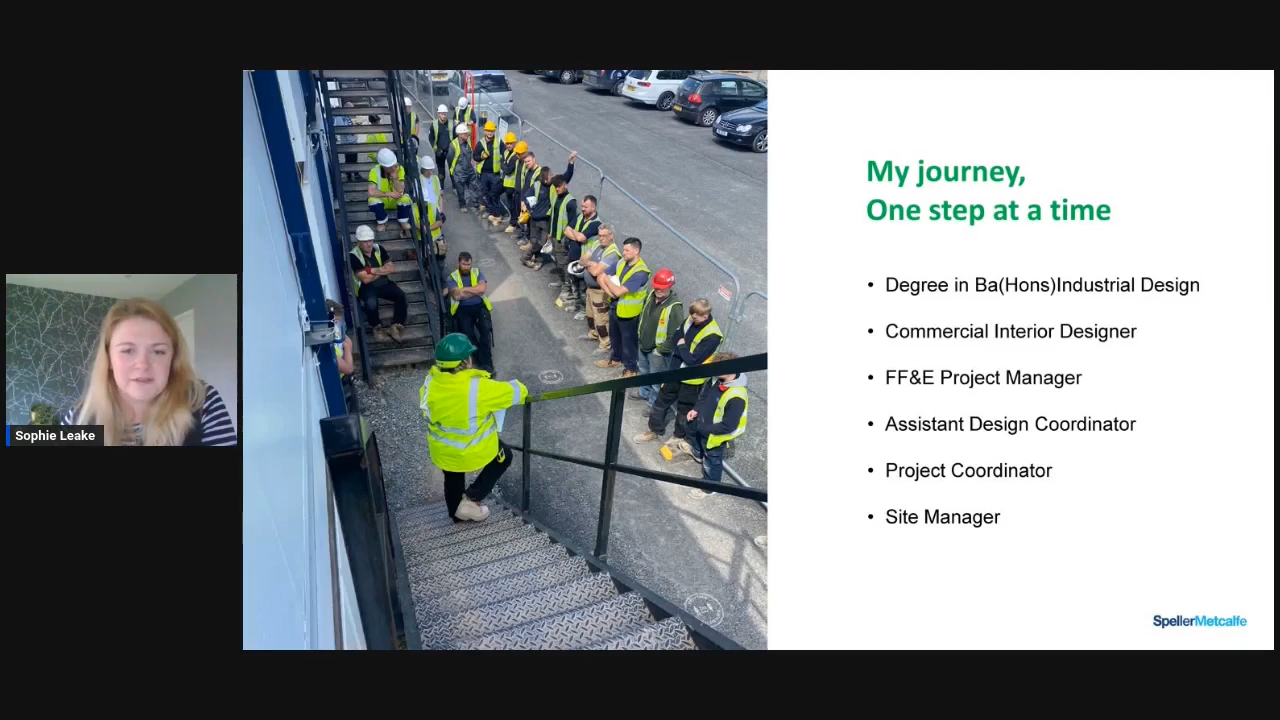 My journey,
One step at a time
• Degree in Ba(Hons)Industrial Design
• Commercial Interior Designer
• FF&E Project Manager
• Assistant Design Coordinator
• Project Coordinator
• Site Manager
Sophie Leake
SpellerMetcalfe